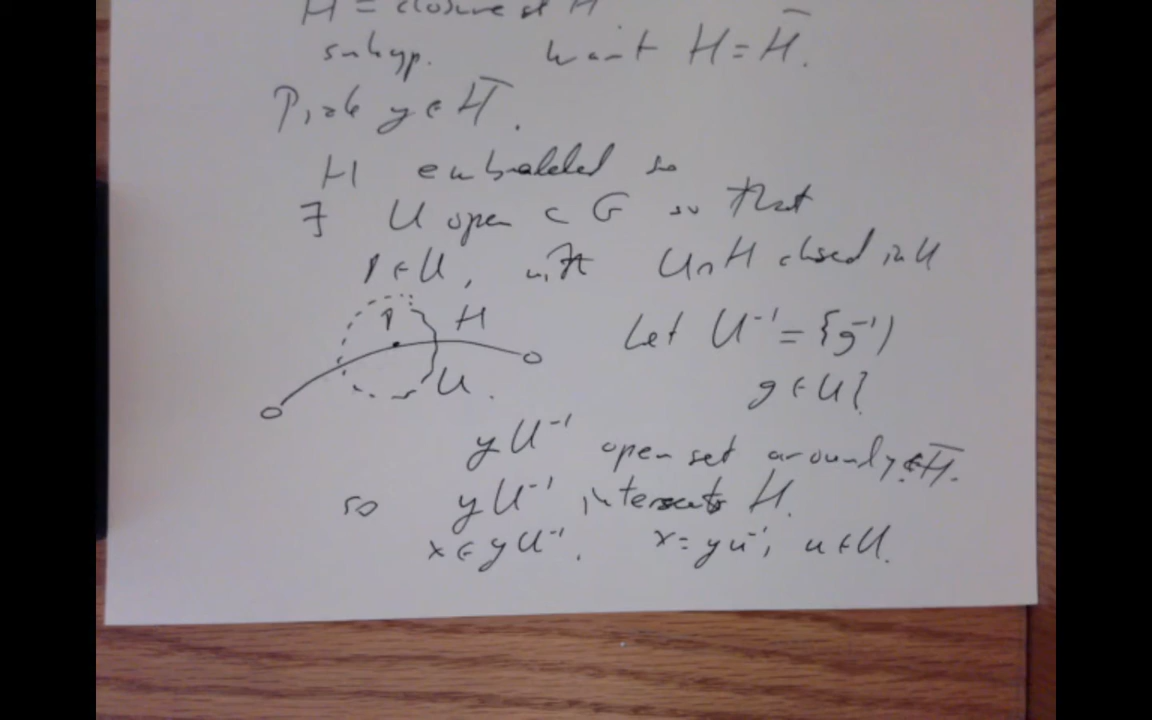 H̄ = closure of H
subgp. want H = H̄.
Pick y ∈ H̄.
H embedded so
∃ U open ⊂ G so that
1 ∈ U, with U∩H closed in U
1 H Let U⁻¹ = {g⁻¹)
U. g ∈ U}
yU⁻¹ open set around y ∈ H̄.
so yU⁻¹ intersects H.
x ∈ yU⁻¹. x = yu⁻¹, u ∈ U.